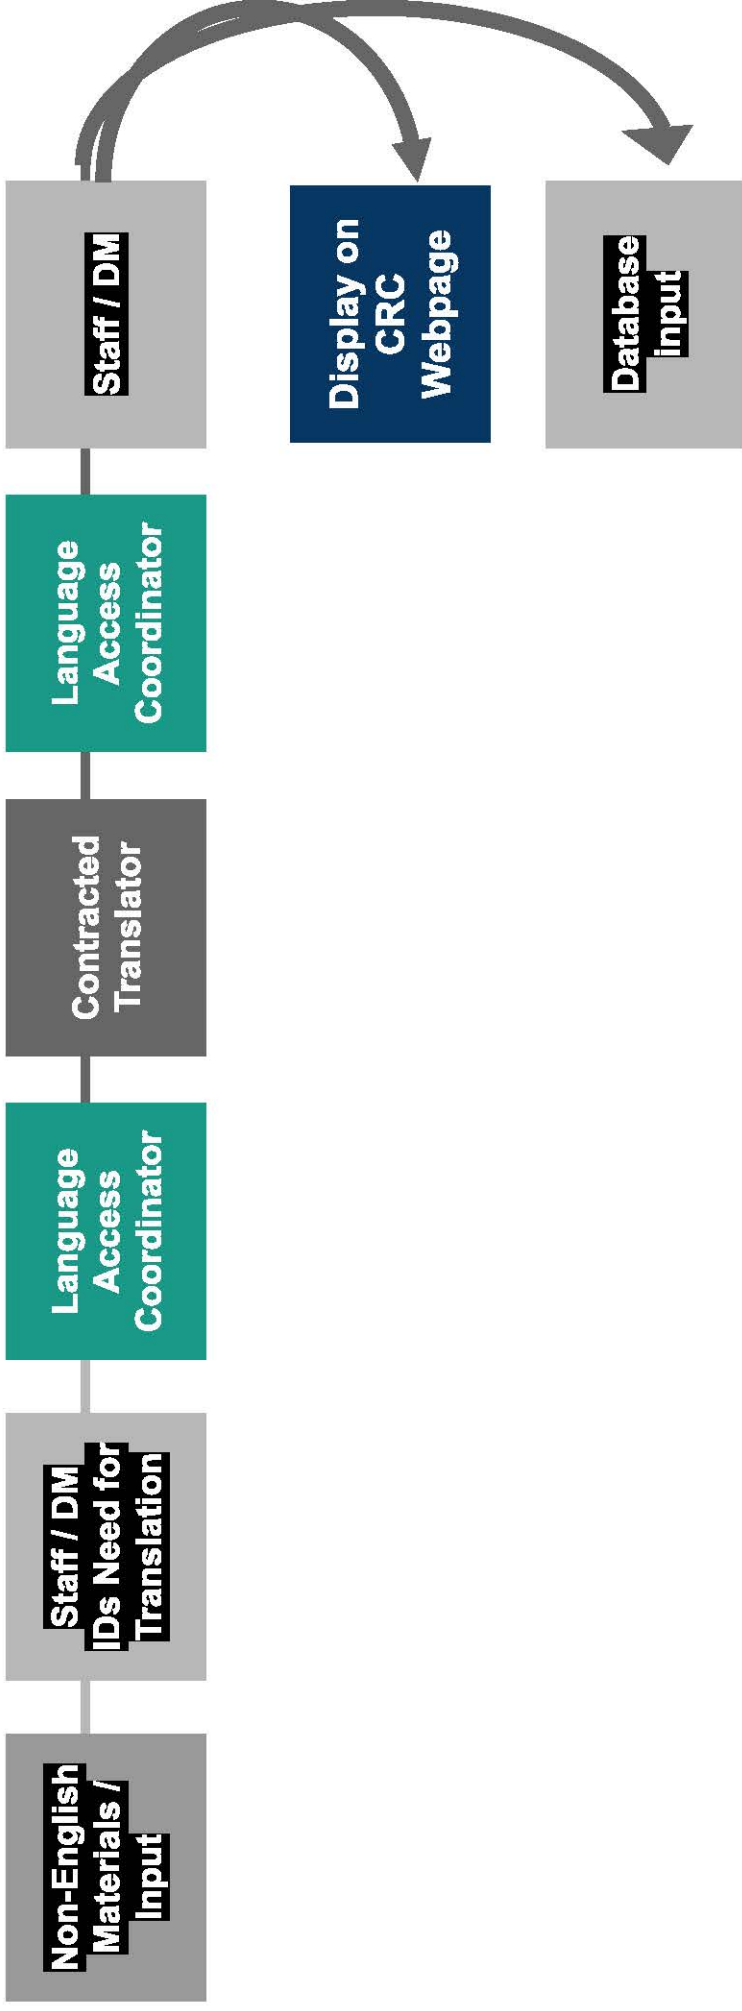 Non-English
Materials /
Input
Staff / DM
IDs Need for
Translation
Language
Access
Coordinator
Contracted
Translator
Language
Access
Coordinator
Staff / DM
Display on
CRC
Webpage
Database
input